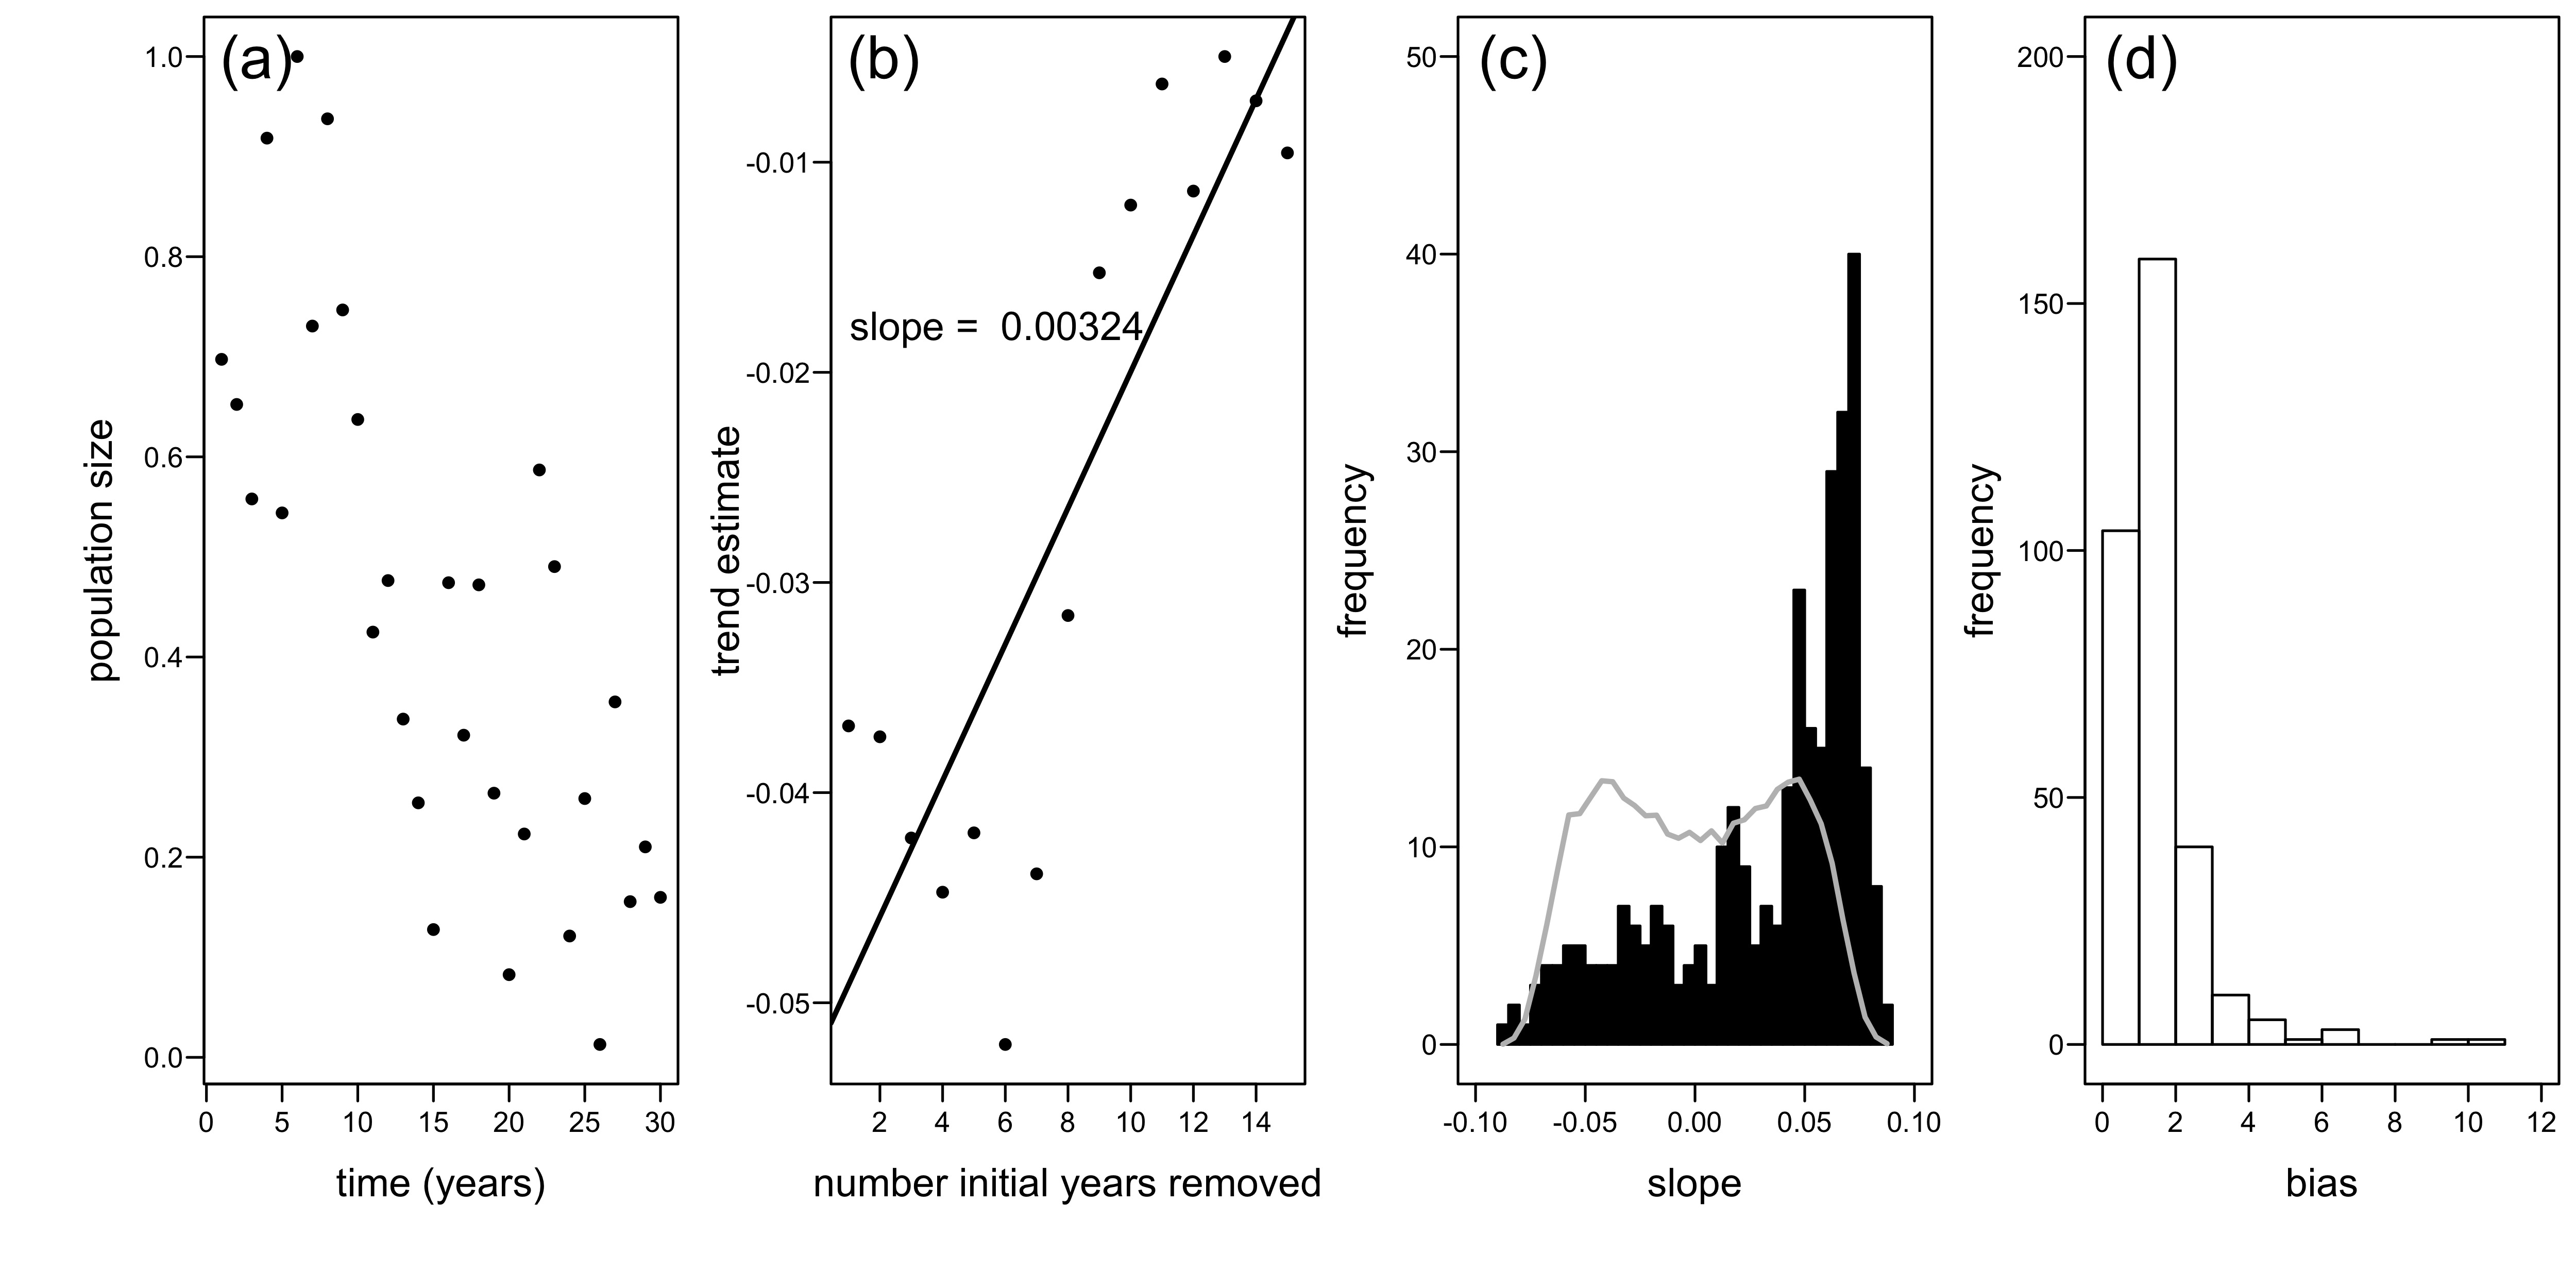 (a)
1.0
0.8
0.6
0.4
0.2
0.0
population size
0 5 10 15 20 25 30
time (years)
(b)
-0.01
-0.02
-0.03
-0.04
-0.05
trend estimate
slope = 0.00324
2 4 6 8 10 12 14
number initial years removed
(c)
50
40
30
20
10
0
frequency
-0.10 -0.05 0.00 0.05 0.10
slope
(d)
200
150
100
50
0
frequency
0 2 4 6 8 10 12
bias